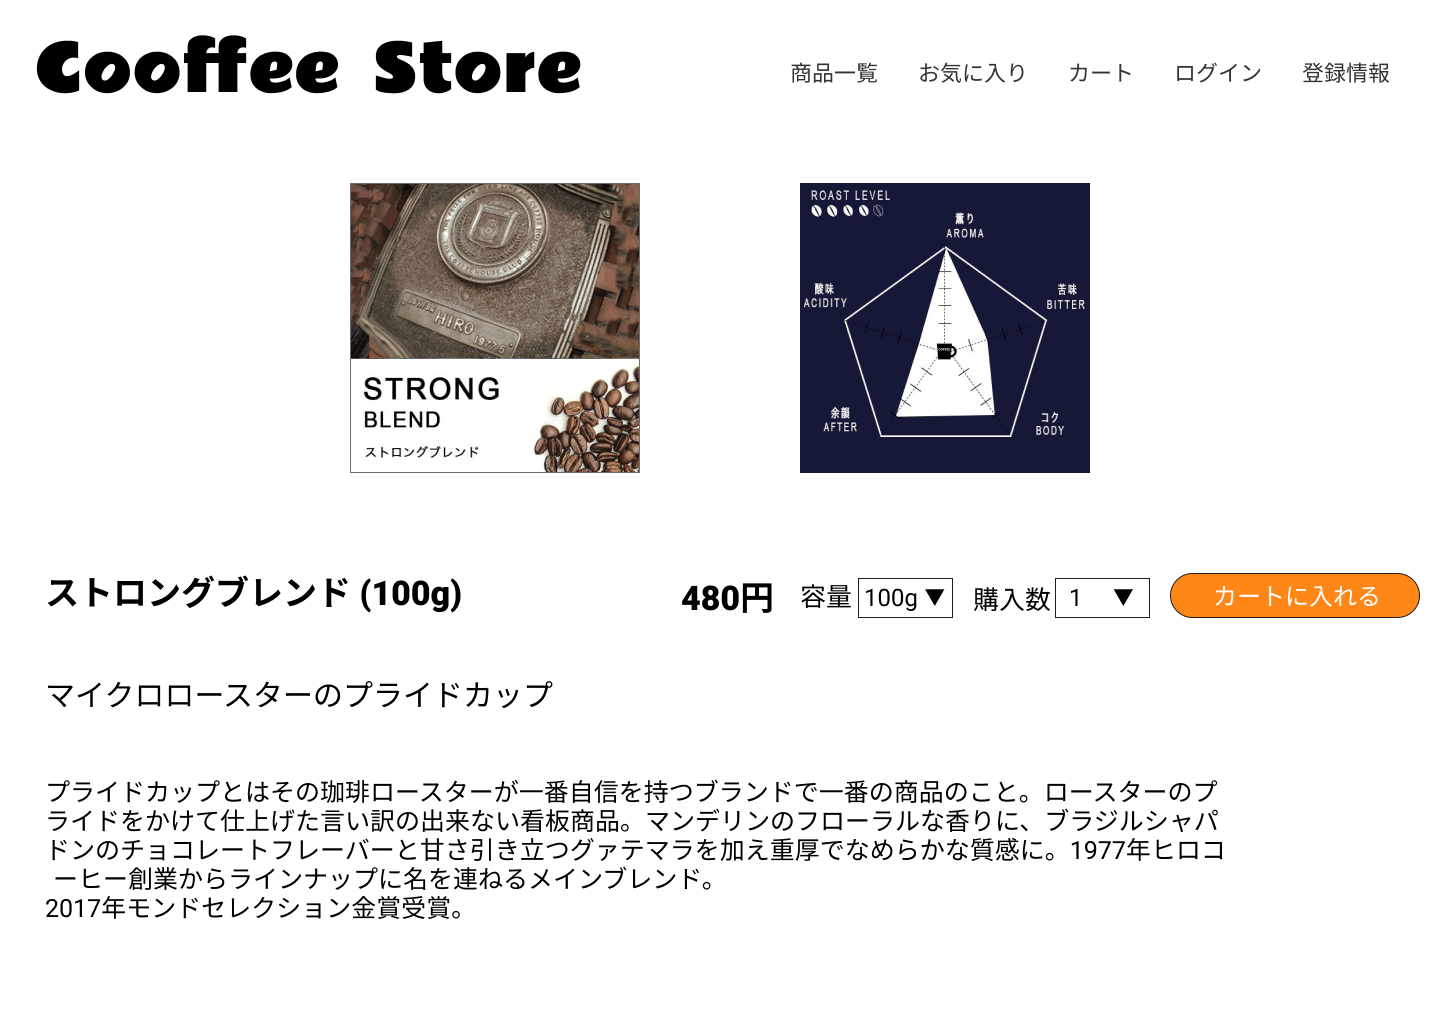 Cooffee Store
商品一覧 お気に入り カート ログイン 登録情報
HIRO
1977·5
STRONG
BLEND
ストロングブレンド
ROAST LEVEL
薫り
AROMA
酸味
ACIDITY
苦味
BITTER
余韻
AFTER
コク
BODY
ストロングブレンド (100g)
480円 容量 100g ▼ 購入数 1 ▼ カートに入れる
マイクロロースターのプライドカップ
プライドカップとはその珈琲ロースターが一番自信を持つブランドで一番の商品のこと。ロースターのプ
ライドをかけて仕上げた言い訳の出来ない看板商品。マンデリンのフローラルな香りに、ブラジルシャパ
ドンのチョコレートフレーバーと甘さ引き立つグァテマラを加え重厚でなめらかな質感に。1977年ヒロコ
ーヒー創業からラインナップに名を連ねるメインブレンド。
2017年モンドセレクション金賞受賞。